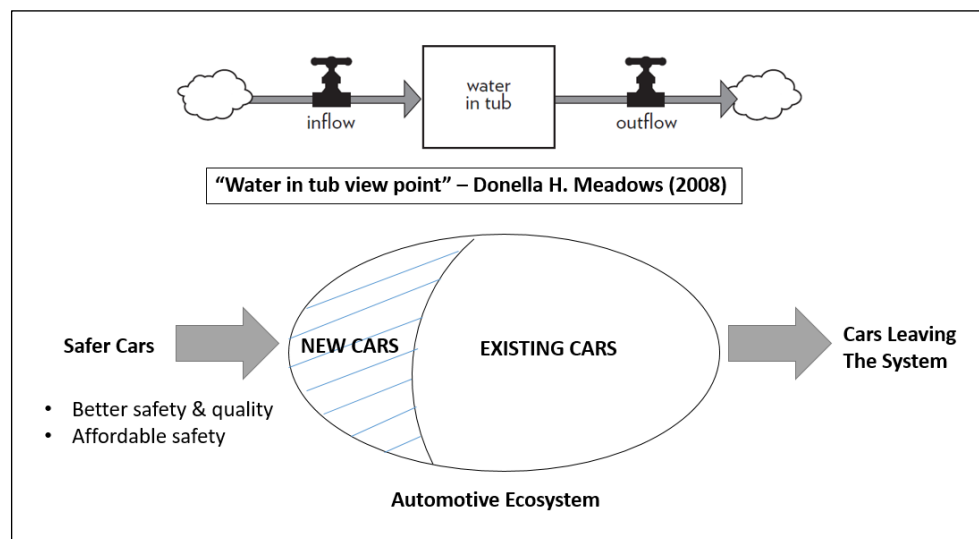 water
in tub
inflow
outflow
“Water in tub view point” – Donella H. Meadows (2008)
Safer Cars
NEW CARS
EXISTING CARS
Cars Leaving
The System
• Better safety & quality
• Affordable safety
Automotive Ecosystem